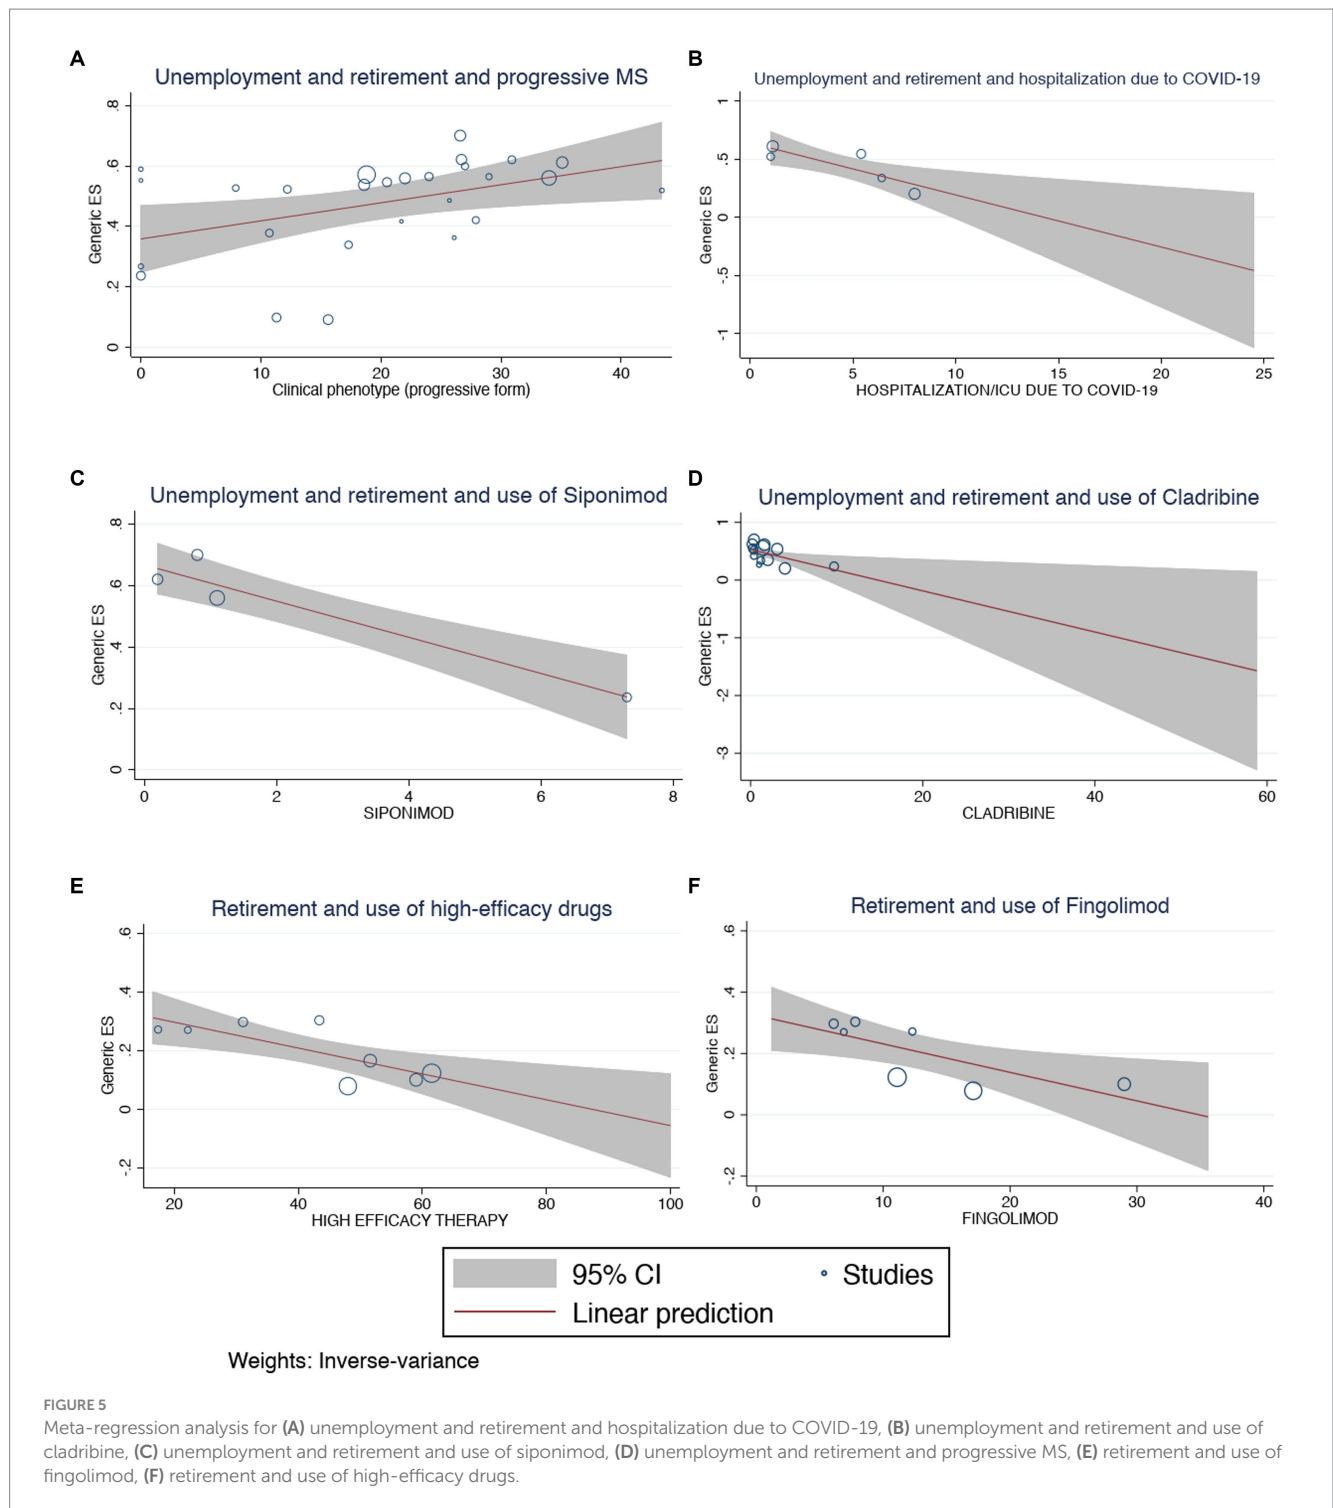 A
Unemployment and retirement and progressive MS
Generic ES
.8
.6
.4
.2
0
0 10 20 30 40
Clinical phenotype (progressive form)
B
Unemployment and retirement and hospitalization due to COVID-19
Generic ES
1
.5
0
-.5
-1
0 5 10 15 20 25
HOSPITALIZATION/ICU DUE TO COVID-19
C
Unemployment and retirement and use of Siponimod
Generic ES
.8
.6
.4
.2
0
0 2 4 6 8
SIPONIMOD
D
Unemployment and retirement and use of Cladribine
Generic ES
1
0
-1
-2
-3
0 20 40 60
CLADRIBINE
E
Retirement and use of high-efficacy drugs
Generic ES
.6
.4
.2
0
-.2
20 40 60 80 100
HIGH EFFICACY THERAPY
F
Retirement and use of Fingolimod
Generic ES
.6
.4
.2
0
-.2
0 10 20 30 40
FINGOLIMOD
95% CI
Studies
Linear prediction
Weights: Inverse-variance
FIGURE 5
Meta-regression analysis for (A) unemployment and retirement and hospitalization due to COVID-19, (B) unemployment and retirement and use of
cladribine, (C) unemployment and retirement and use of siponimod, (D) unemployment and retirement and progressive MS, (E) retirement and use of
fingolimod, (F) retirement and use of high-efficacy drugs.